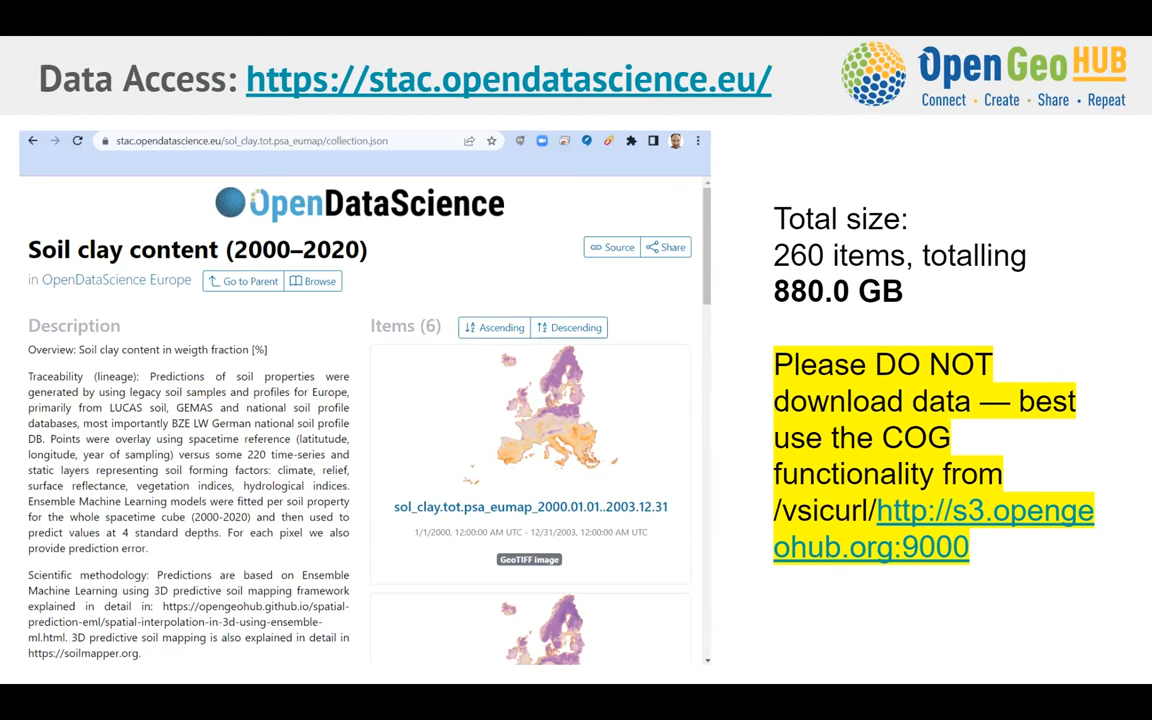 Data Access: https://stac.opendatascience.eu/
Open Geo HUB
Connect • Create • Share • Repeat
stac.opendatascience.eu/sol_clay.tot.psa_eumap/collection.json
OpenDataScience
Soil clay content (2000–2020)
Source
Share
in OpenDataScience Europe
Go to Parent
Browse
Description
Overview: Soil clay content in weigth fraction [%]
Traceability (lineage): Predictions of soil properties were
generated by using legacy soil samples and profiles for Europe,
primarily from LUCAS soil, GEMAS and national soil profile
databases, most importantly BZE LW German national soil profile
DB. Points were overlay using spacetime reference (latitutude,
longitude, year of sampling) versus some 220 time-series and
static layers representing soil forming factors: climate, relief,
surface reflectance, vegetation indices, hydrological indices.
Ensemble Machine Learning models were fitted per soil property
for the whole spacetime cube (2000-2020) and then used to
predict values at 4 standard depths. For each pixel we also
provide prediction error.
Scientific methodology: Predictions are based on Ensemble
Machine Learning using 3D predictive soil mapping framework
explained in detail in: https://opengeohub.github.io/spatial-
prediction-eml/spatial-interpolation-in-3d-using-ensemble-
ml.html. 3D predictive soil mapping is also explained in detail in
https://soilmapper.org.
Items (6)
Ascending
Descending
sol_clay.tot.psa_eumap_2000.01.01..2003.12.31
1/1/2000, 12:00:00 AM UTC - 12/31/2003, 12:00:00 AM UTC
GeoTIFF image
Total size:
260 items, totalling
880.0 GB
Please DO NOT
download data — best
use the COG
functionality from
/vsicurl/http://s3.openge
ohub.org:9000